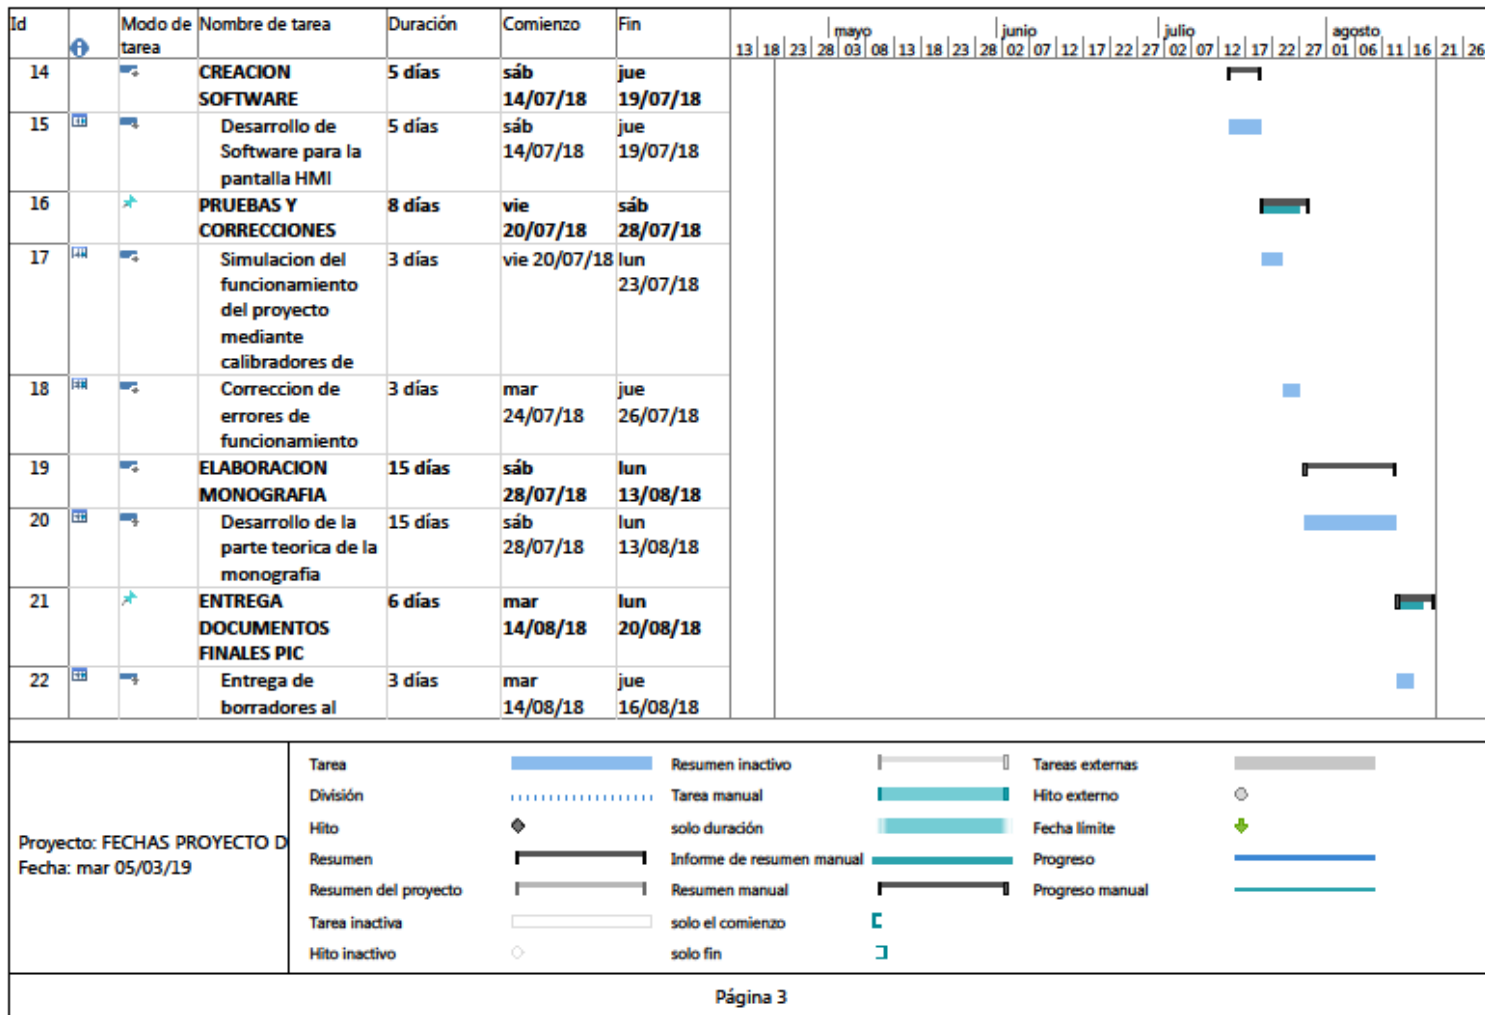 Id Modo de Nombre de tarea Duración Comienzo Fin
tarea
mayo junio julio agosto
13 18 23 28 03 08 13 18 23 28 02 07 12 17 22 27 02 07 12 17 22 27 01 06 11 16 21 26
14 CREACION 5 días sáb jue
SOFTWARE 14/07/18 19/07/18
15 Desarrollo de 5 días sáb jue
Software para la 14/07/18 19/07/18
pantalla HMI
16 PRUEBAS Y 8 días vie sáb
CORRECCIONES 20/07/18 28/07/18
17 Simulacion del 3 días vie 20/07/18 lun
funcionamiento 23/07/18
del proyecto
mediante
calibradores de
18 Correccion de 3 días mar jue
errores de 24/07/18 26/07/18
funcionamiento
19 ELABORACION 15 días sáb lun
MONOGRAFIA 28/07/18 13/08/18
20 Desarrollo de la 15 días sáb lun
parte teorica de la 28/07/18 13/08/18
monografia
21 ENTREGA 6 días mar lun
DOCUMENTOS 14/08/18 20/08/18
FINALES PIC
22 Entrega de 3 días mar jue
borradores al 14/08/18 16/08/18
Proyecto: FECHAS PROYECTO D
Fecha: mar 05/03/19
Tarea Resumen inactivo Tareas externas
División Tarea manual Hito externo
Hito solo duración Fecha límite
Resumen Informe de resumen manual Progreso
Resumen del proyecto Resumen manual Progreso manual
Tarea inactiva solo el comienzo
Hito inactivo solo fin
Página 3